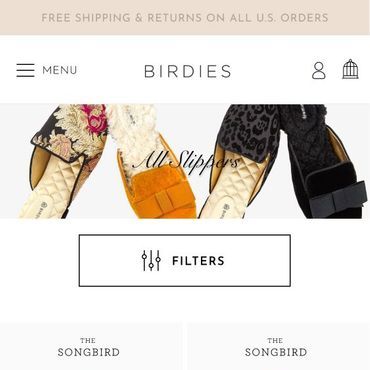 FREE SHIPPING & RETURNS ON ALL U.S. ORDERS
MENU
BIRDIES
All Slippers
FILTERS
THE
SONGBIRD
THE
SONGBIRD